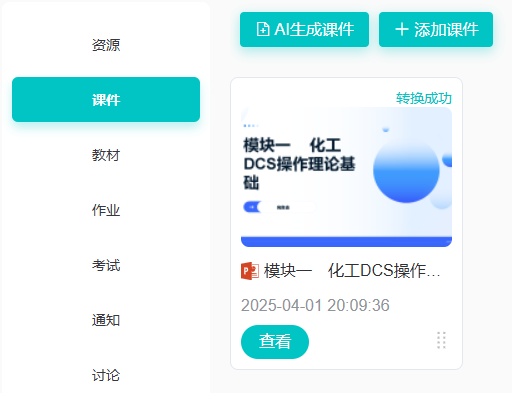 资源
课件
教材
作业
考试
通知
讨论
AI生成课件
添加课件
转换成功
模块一 化工
DCS操作理论基
础
模块一 化工DCS操作...
2025-04-01 20:09:36
查看